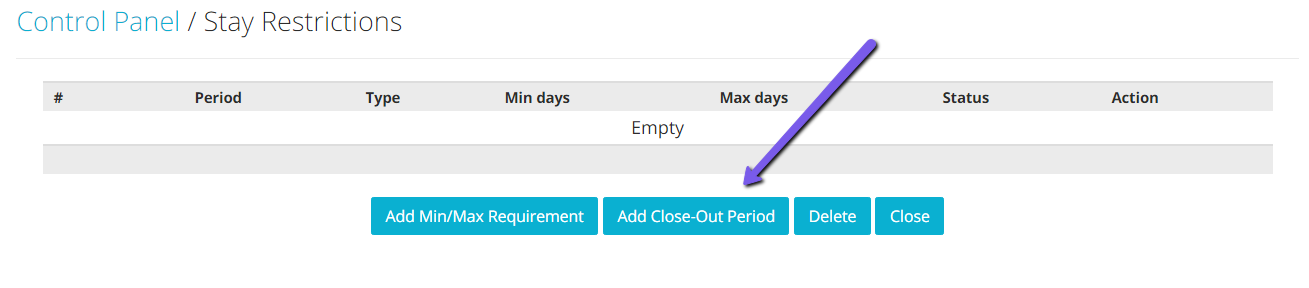 Control Panel / Stay Restrictions
# Period Type Min days Max days Status Action
Empty
Add Min/Max Requirement Add Close-Out Period Delete Close